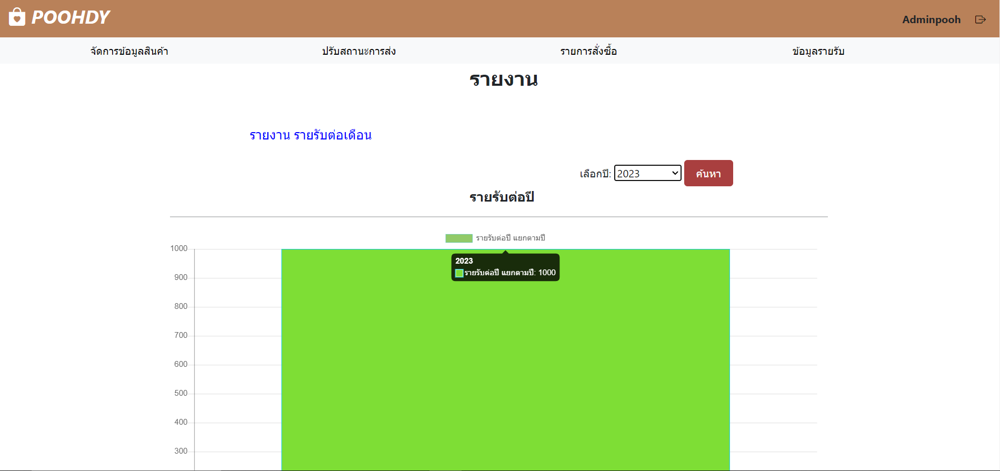 POOHDY
Adminpooh
จัดการข้อมูลสินค้า
ปรับสถานะการส่ง
รายการสั่งซื้อ
ข้อมูลรายรับ
รายงาน
รายงาน รายรับต่อเดือน
เลือกปี: 2023 ค้นหา
รายรับต่อปี
รายรับต่อปี แยกตามปี
1000
2023
รายรับต่อปี แยกตามปี: 1000
900
800
700
600
500
400
300